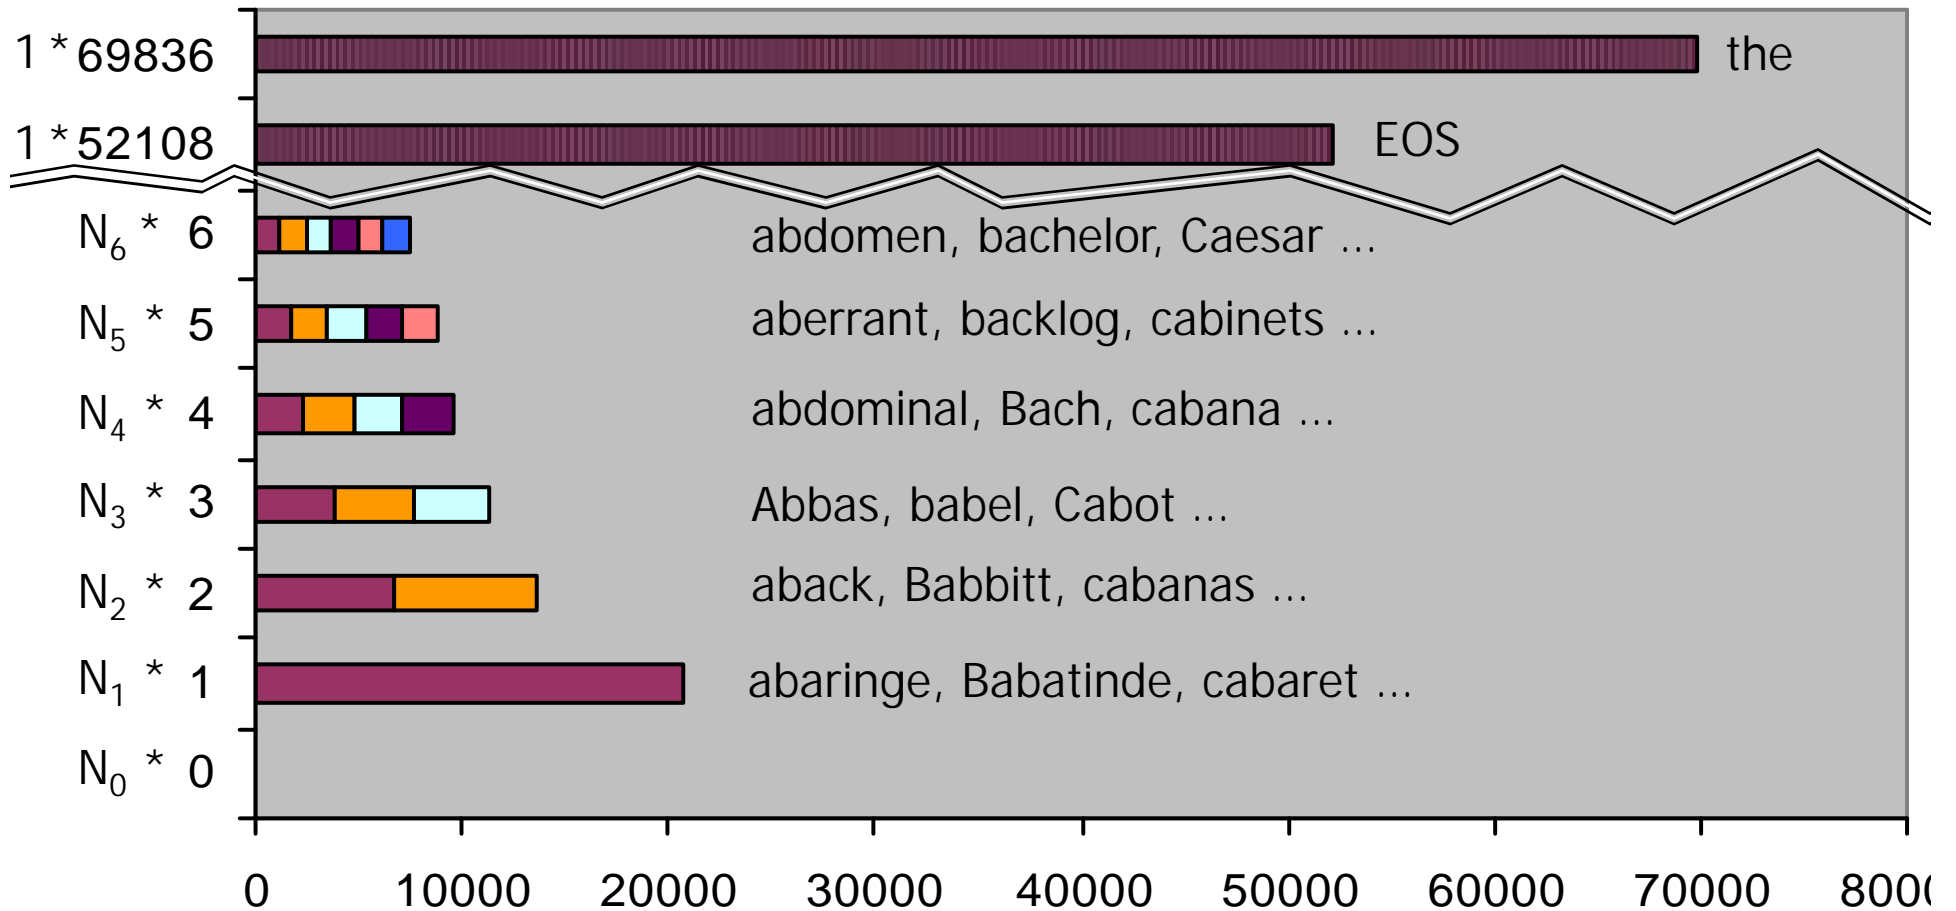 1*69836 the
1*52108 EOS
N6 * 6 abdomen, bachelor, Caesar ...
N5 * 5 aberrant, backlog, cabinets ...
N4 * 4 abdominal, Bach, cabana ...
N3 * 3 Abbas, babel, Cabot ...
N2 * 2 aback, Babbitt, cabanas ...
N1 * 1 abaringe, Babatinde, cabaret ...
N0 * 0
0 10000 20000 30000 40000 50000 60000 70000